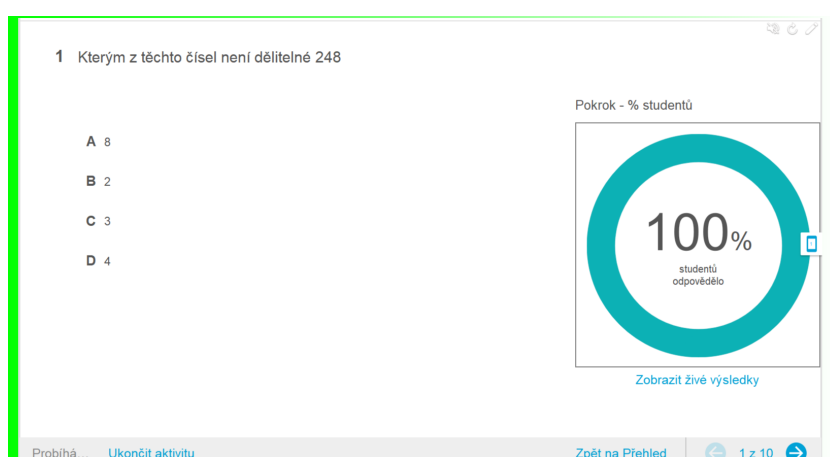 1 Kterým z těchto čísel není dělitelné 248
Pokrok - % studentů
A 8
B 2
C 3
D 4
100%
studentů
odpovědělo
Zobrazit živé výsledky
Probíhá... Ukončit aktivitu Zpět na Přehled 1 z 10